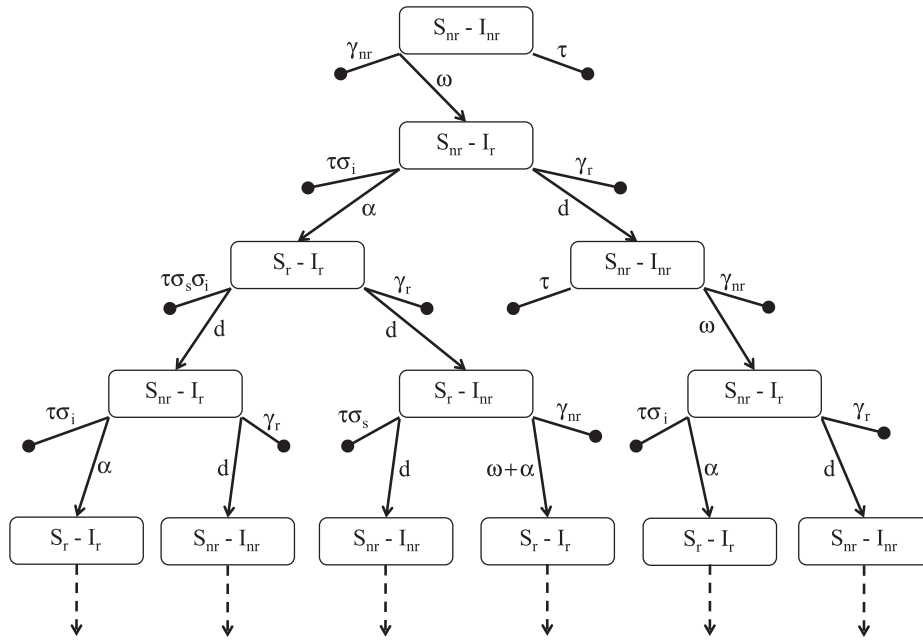 S_nr - I_nr
γ_nr τ
ω
S_nr - I_r
τσ_i γ_r
α d
S_r - I_r S_nr - I_nr
τσ_sσ_i γ_r τ γ_nr
d d ω
S_nr - I_r S_r - I_nr S_nr - I_r
τσ_i γ_r τσ_s γ_nr τσ_i γ_r
α d d ω+α α d
S_r - I_r S_nr - I_nr S_nr - I_nr S_r - I_r S_r - I_r S_nr - I_nr